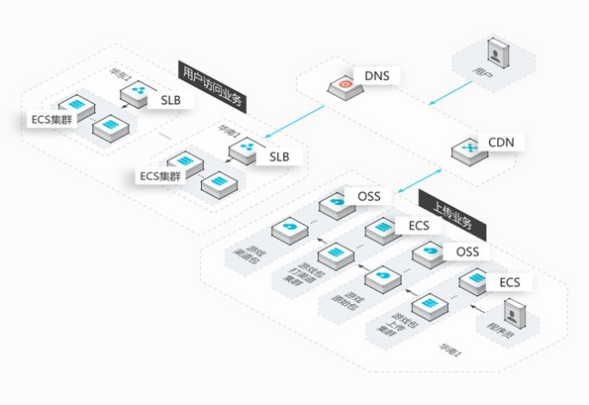 用户
DNS
用户访问业务
华东1
SLB
ECS集群
华南1
SLB
ECS集群
CDN
上传业务
OSS
ECS
OSS
ECS
游戏
渠道包
游戏包
打渠道
集群
游戏
原始包
游戏包
上传
集群
程序员
华南1